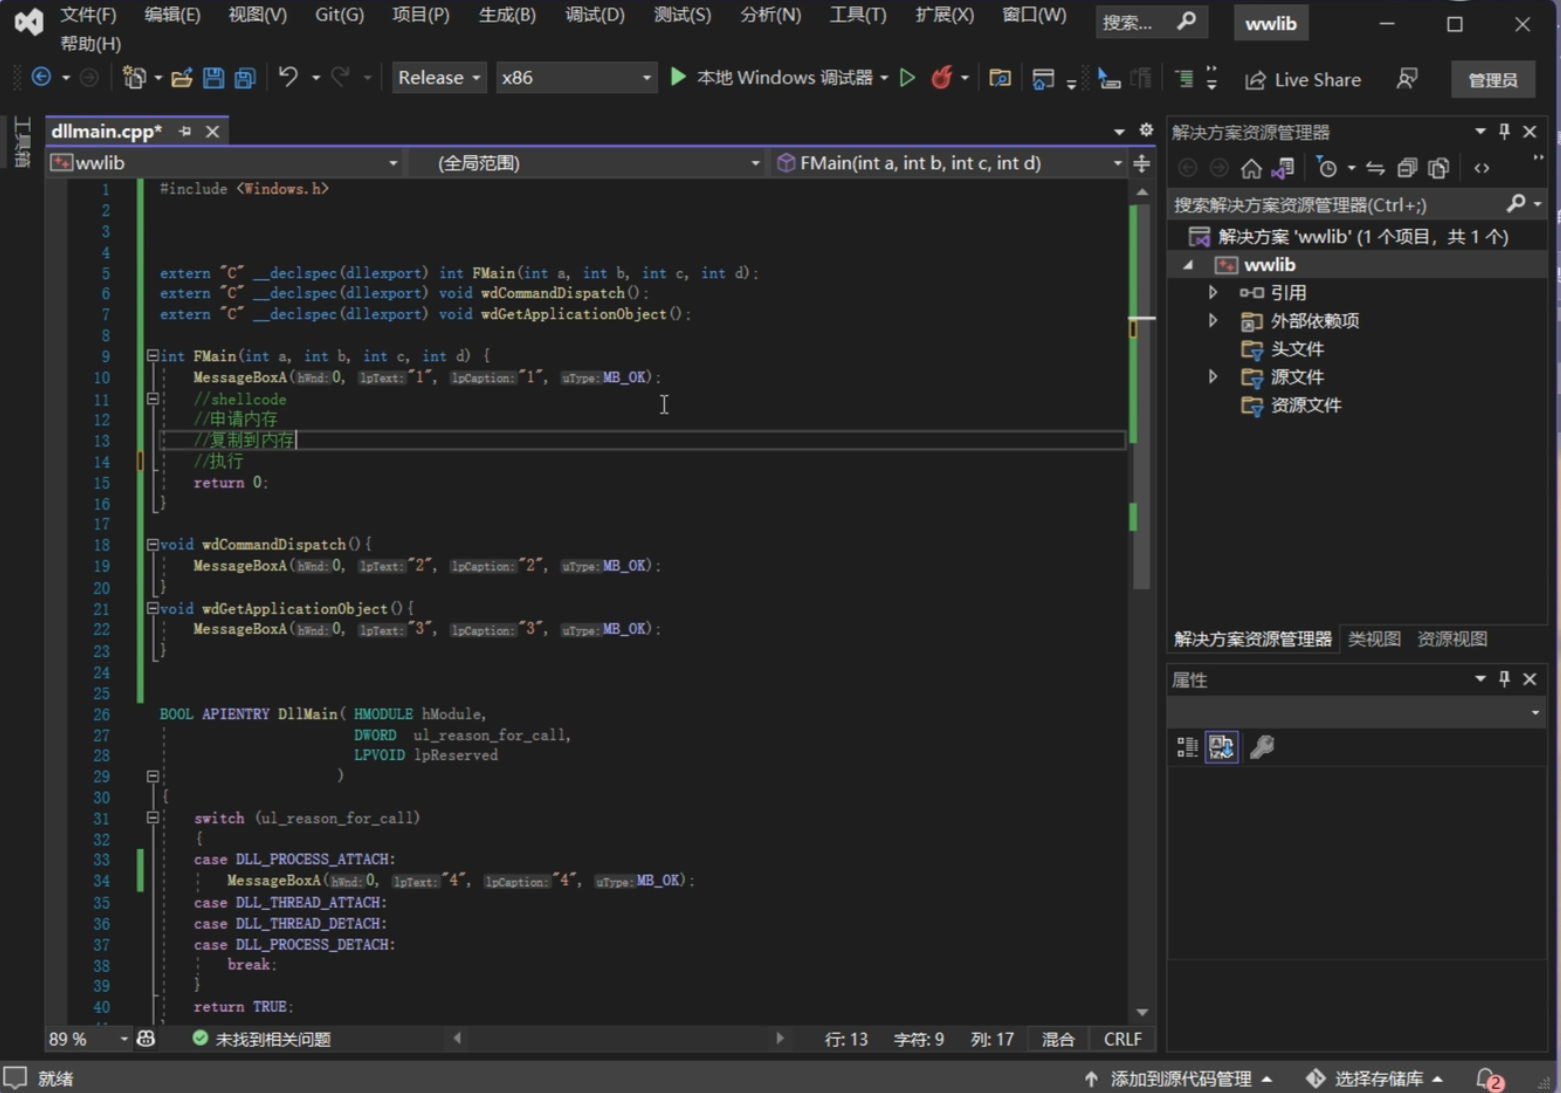 文件(F) 编辑(E) 视图(V) Git(G) 项目(P) 生成(B) 调试(D) 测试(S) 分析(N) 工具(T) 扩展(X) 窗口(W) 搜索... wwlib
帮助(H)
Release x86 本地 Windows 调试器 Live Share 管理员
工具箱
dllmain.cpp*
wwlib (全局范围) FMain(int a, int b, int c, int d)
1 #include <Windows.h>
2
3
4
5 extern "C" __declspec(dllexport) int FMain(int a, int b, int c, int d);
6 extern "C" __declspec(dllexport) void wdCommandDispatch();
7 extern "C" __declspec(dllexport) void wdGetApplicationObject();
8
9 int FMain(int a, int b, int c, int d) {
10 MessageBoxA(hWnd:0, lpText:"1", lpCaption:"1", uType:MB_OK);
11 //shellcode
12 //申请内存
13 //复制到内存
14 //执行
15 return 0;
16 }
17
18 void wdCommandDispatch(){
19 MessageBoxA(hWnd:0, lpText:"2", lpCaption:"2", uType:MB_OK);
20 }
21 void wdGetApplicationObject(){
22 MessageBoxA(hWnd:0, lpText:"3", lpCaption:"3", uType:MB_OK);
23 }
24
25
26 BOOL APIENTRY DllMain( HMODULE hModule,
27 DWORD ul_reason_for_call,
28 LPVOID lpReserved
29 )
30 {
31 switch (ul_reason_for_call)
32 {
33 case DLL_PROCESS_ATTACH:
34 MessageBoxA(hWnd:0, lpText:"4", lpCaption:"4", uType:MB_OK);
35 case DLL_THREAD_ATTACH:
36 case DLL_THREAD_DETACH:
37 case DLL_PROCESS_DETACH:
38 break;
39 }
40 return TRUE;
89 % 未找到相关问题 行: 13 字符: 9 列: 17 混合 CRLF
解决方案资源管理器
搜索解决方案资源管理器(Ctrl+;)
解决方案 'wwlib' (1 个项目，共 1 个)
wwlib
引用
外部依赖项
头文件
源文件
资源文件
解决方案资源管理器 类视图 资源视图
属性
就绪 添加到源代码管理 选择存储库 2